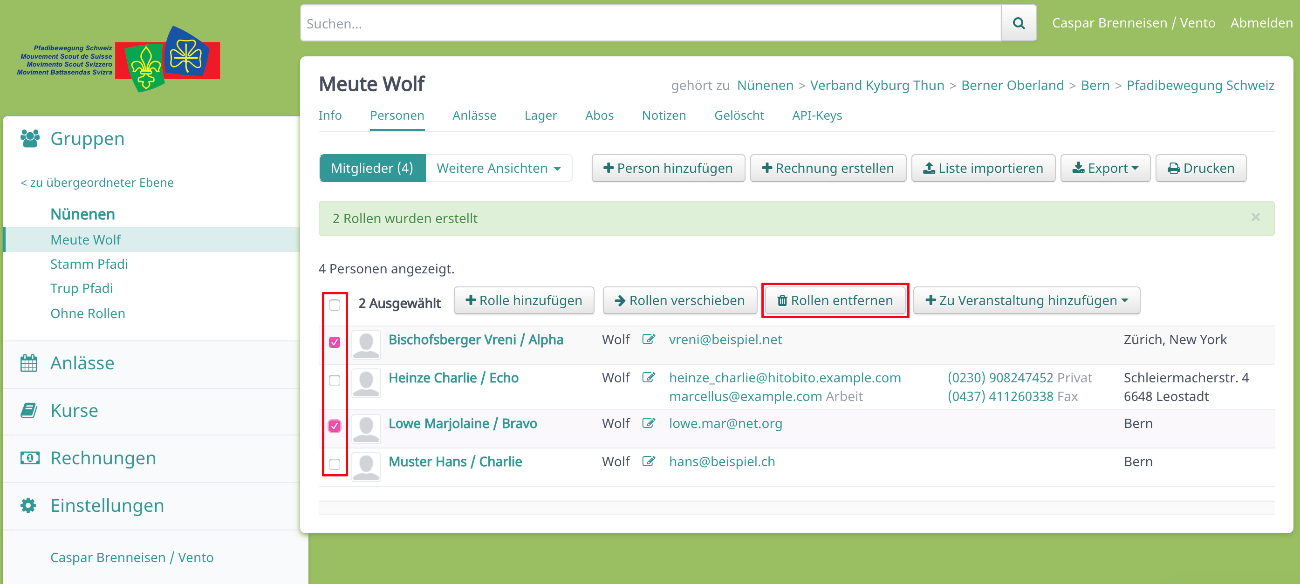 Suchen...
Caspar Brenneisen / Vento Abmelden
Pfadibewegung Schweiz
Mouvement Scout de Suisse
Movimento Scout Svizzero
Moviment Battasendas Svizra
Gruppen
< zu übergeordneter Ebene
Nünenen
Meute Wolf
Stamm Pfadi
Trup Pfadi
Ohne Rollen
Anlässe
Kurse
Rechnungen
Einstellungen
Caspar Brenneisen / Vento
Meute Wolf
gehört zu Nünenen > Verband Kyburg Thun > Berner Oberland > Bern > Pfadibewegung Schweiz
Info Personen Anlässe Lager Abos Notizen Gelöscht API-Keys
Mitglieder (4) Weitere Ansichten Person hinzufügen Rechnung erstellen Liste importieren Export Drucken
2 Rollen wurden erstellt ×
4 Personen angezeigt.
2 Ausgewählt Rolle hinzufügen Rollen verschieben Rollen entfernen Zu Veranstaltung hinzufügen
Bischofsberger Vreni / Alpha Wolf vreni@beispiel.net Zürich, New York
Heinze Charlie / Echo Wolf heinze_charlie@hitobito.example.com (0230) 908247452 Privat Schleiermacherstr. 4
marcellus@example.com Arbeit (0437) 411260338 Fax 6648 Leostadt
Lowe Marjolaine / Bravo Wolf lowe.mar@net.org Bern
Muster Hans / Charlie Wolf hans@beispiel.ch Bern